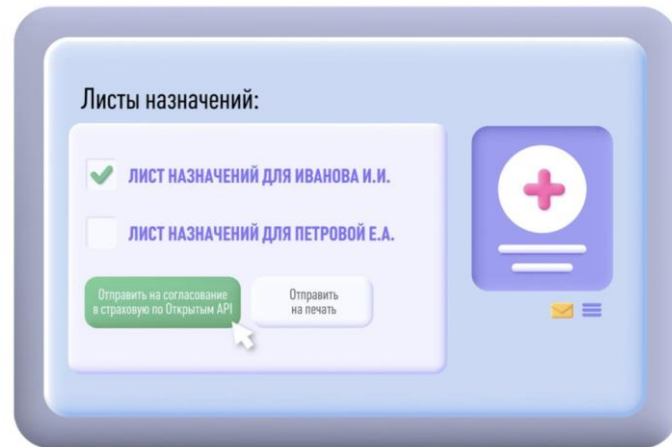 Листы назначений:
ЛИСТ НАЗНАЧЕНИЙ ДЛЯ ИВАНОВА И.И.
ЛИСТ НАЗНАЧЕНИЙ ДЛЯ ПЕТРОВОЙ Е.А.
Отправить на согласование
в страховую по Открытым API
Отправить
на печать